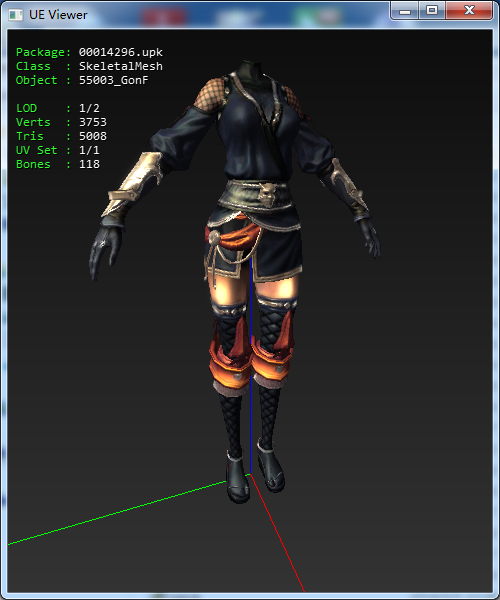 UE Viewer
Package: 00014296.upk
Class : SkeletalMesh
Object : 55003_GonF
LOD : 1/2
Verts : 3753
Tris : 5008
UV Set : 1/1
Bones : 118